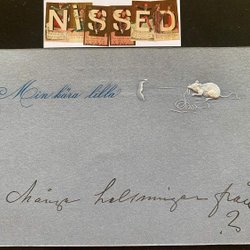 NISSED
Min kära lilla
Många helsningar från
?